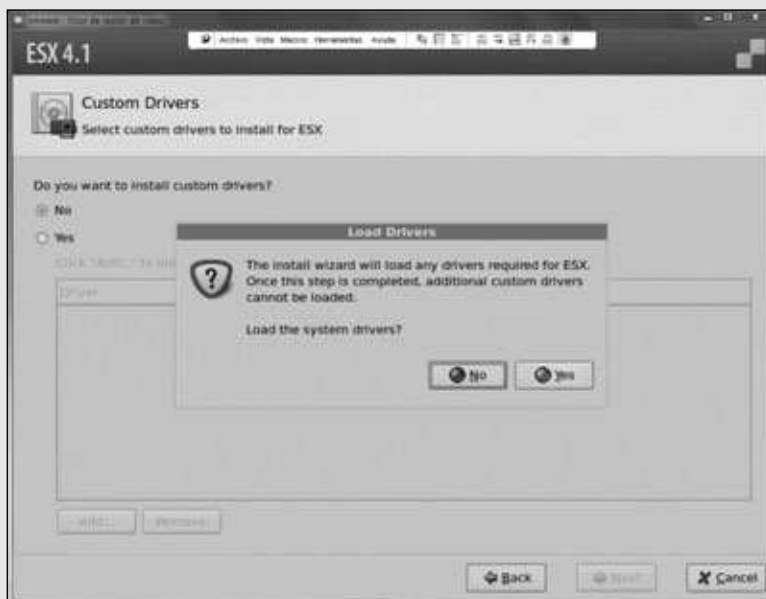 Archivo Vista Macros Herramientas Ayuda
ESX 4.1
Custom Drivers
Select custom drivers to install for ESX
Do you want to install custom drivers?
No
Yes
Driver
Load Drivers
The install wizard will load any drivers required for ESX.
Once this step is completed, additional custom drivers
cannot be loaded.
Load the system drivers?
No Yes
Add... Remove
Back Next Cancel